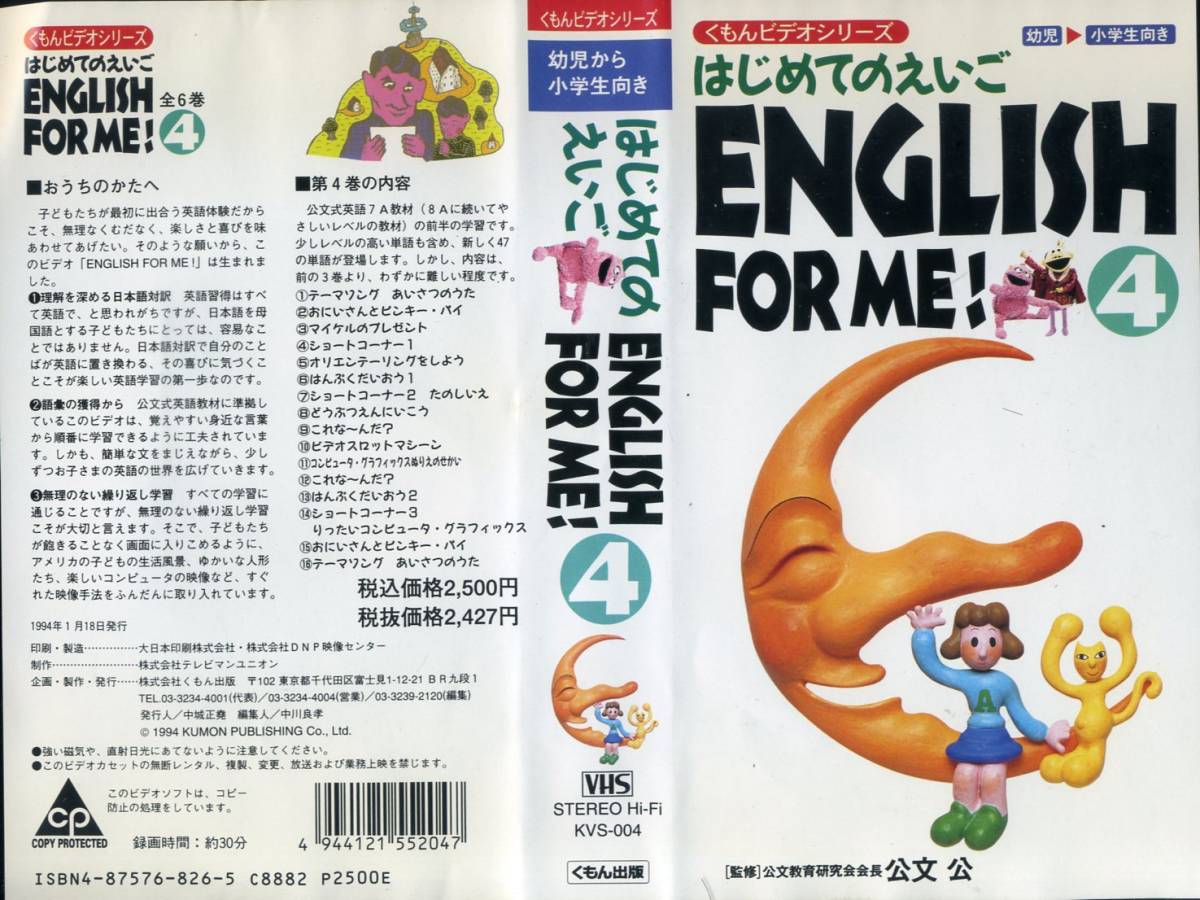 くもんビデオシリーズ
はじめてのえいご
ENGLISH
FOR ME!
全6巻
4
■おうちのかたへ
子どもたちが最初に出合う英語体験だから
こそ、無理なくむだなく、楽しさと喜びを味
あわせてあげたい。そのような願いから、こ
のビデオ「ENGLISH FOR ME!」は生まれま
した。
❶理解を深める日本語対訳 英語習得はすべ
て英語で、と思われがちですが、日本語を母
国語とする子どもたちにとっては、容易なこ
とではありません。日本語対訳で自分のこと
ばが英語に置き換わる、その喜びに気づくこ
とこそが楽しい英語学習の第一歩なのです。
❷語彙の獲得から 公文式英語教材に準拠し
ているこのビデオは、覚えやすい身近な言葉
から順番に学習できるように工夫されていま
す。しかも、簡単な文をまじえながら、少し
ずつお子さまの英語の世界を広げていきます。
❸無理のない繰り返し学習 すべての学習に
通じることですが、無理のない繰り返し学習
こそが大切と言えます。そこで、子どもたち
が飽きることなく画面に入りこめるように、
アメリカの子どもの生活風景、ゆかいな人形
たち、楽しいコンピュータの映像など、すぐ
れた映像手法をふんだんに取り入れています。
■第4巻の内容
公文式英語7A教材(8Aに続いてや
さしいレベルの教材)の前半の学習です。
少しレベルの高い単語も含め、新しく47
の単語が登場します。しかし、内容は、
前の3巻より、わずかに難しい程度です。
①テーマソング あいさつのうた
②おにいさんとピンキー・パイ
③マイケルのプレゼント
④ショートコーナー1
⑤オリエンテーリングをしよう
⑥はんぷくだいおう1
⑦ショートコーナー2 たのしいえ
⑧どうぶつえんにいこう
⑨これな〜んだ?
⑩ビデオスロットマシーン
⑪コンピュータ・グラフィックスぬりえのせかい
⑫これな〜んだ?
⑬はんぷくだいおう2
⑭ショートコーナー3
りったいコンピュータ・グラフィックス
⑮おにいさんとピンキー・パイ
⑯テーマソング あいさつのうた
税込価格2,500円
税抜価格2,427円
1994年1月18日発行
印刷・製造……………大日本印刷株式会社・株式会社DNP映像センター
制作……………………株式会社テレビマンユニオン
企画・製作・発行……株式会社くもん出版 〒102 東京都千代田区富士見1-12-21 BR九段1
TEL.03-3234-4001(代表)／03-3234-4004(営業)／03-3239-2120(編集)
発行人／中城正堯 編集人／中川良孝
© 1994 KUMON PUBLISHING Co., Ltd.
●強い磁気や、直射日光にあてないように注意してください。
●このビデオカセットの無断レンタル、複製、変更、放送および業務上映を禁じます。
CP
COPY PROTECTED
このビデオソフトは、コピー
防止の処理をしています。
録画時間：約30分
4 944121 552047
ISBN4-87576-826-5 C8882 P2500E
くもんビデオシリーズ
幼児から
小学生向き
はじめての
えいご
ENGLISH
FOR ME!
4
VHS
STEREO Hi-Fi
KVS-004
くもん出版
くもんビデオシリーズ
幼児▶小学生向き
はじめてのえいご
ENGLISH
FOR ME!
4
A
[監修]公文教育研究会会長 公文 公